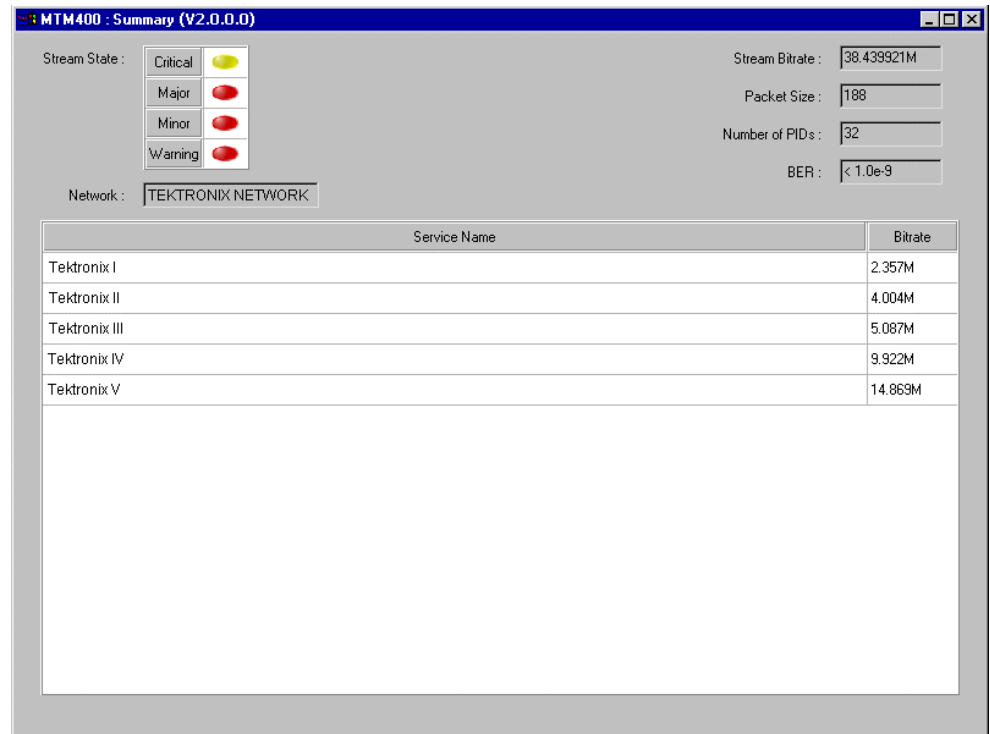 MTM400 : Summary (V2.0.0.0)
Stream State :
Critical
Major
Minor
Warning
Network : TEKTRONIX NETWORK
Stream Bitrate : 38.439921M
Packet Size : 188
Number of PIDs : 32
BER : < 1.0e-9
Service Name Bitrate
Tektronix I 2.357M
Tektronix II 4.004M
Tektronix III 5.087M
Tektronix IV 9.922M
Tektronix V 14.869M